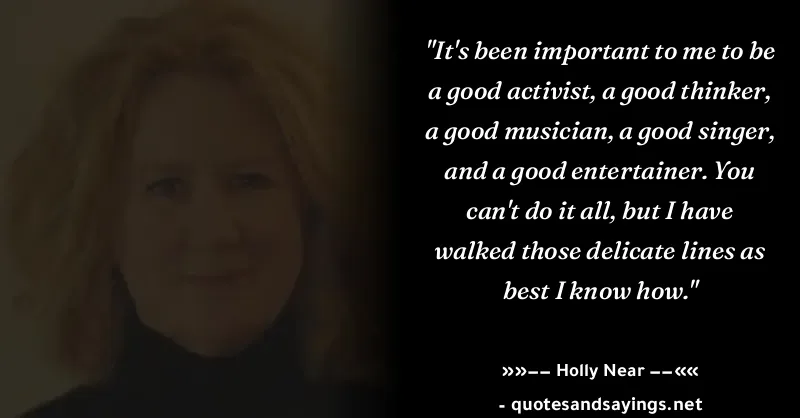 "It's been important to me to be
a good activist, a good thinker,
a good musician, a good singer,
and a good entertainer. You
can't do it all, but I have
walked those delicate lines as
best I know how."
»»–– Holly Near ––««
- quotesandsayings.net